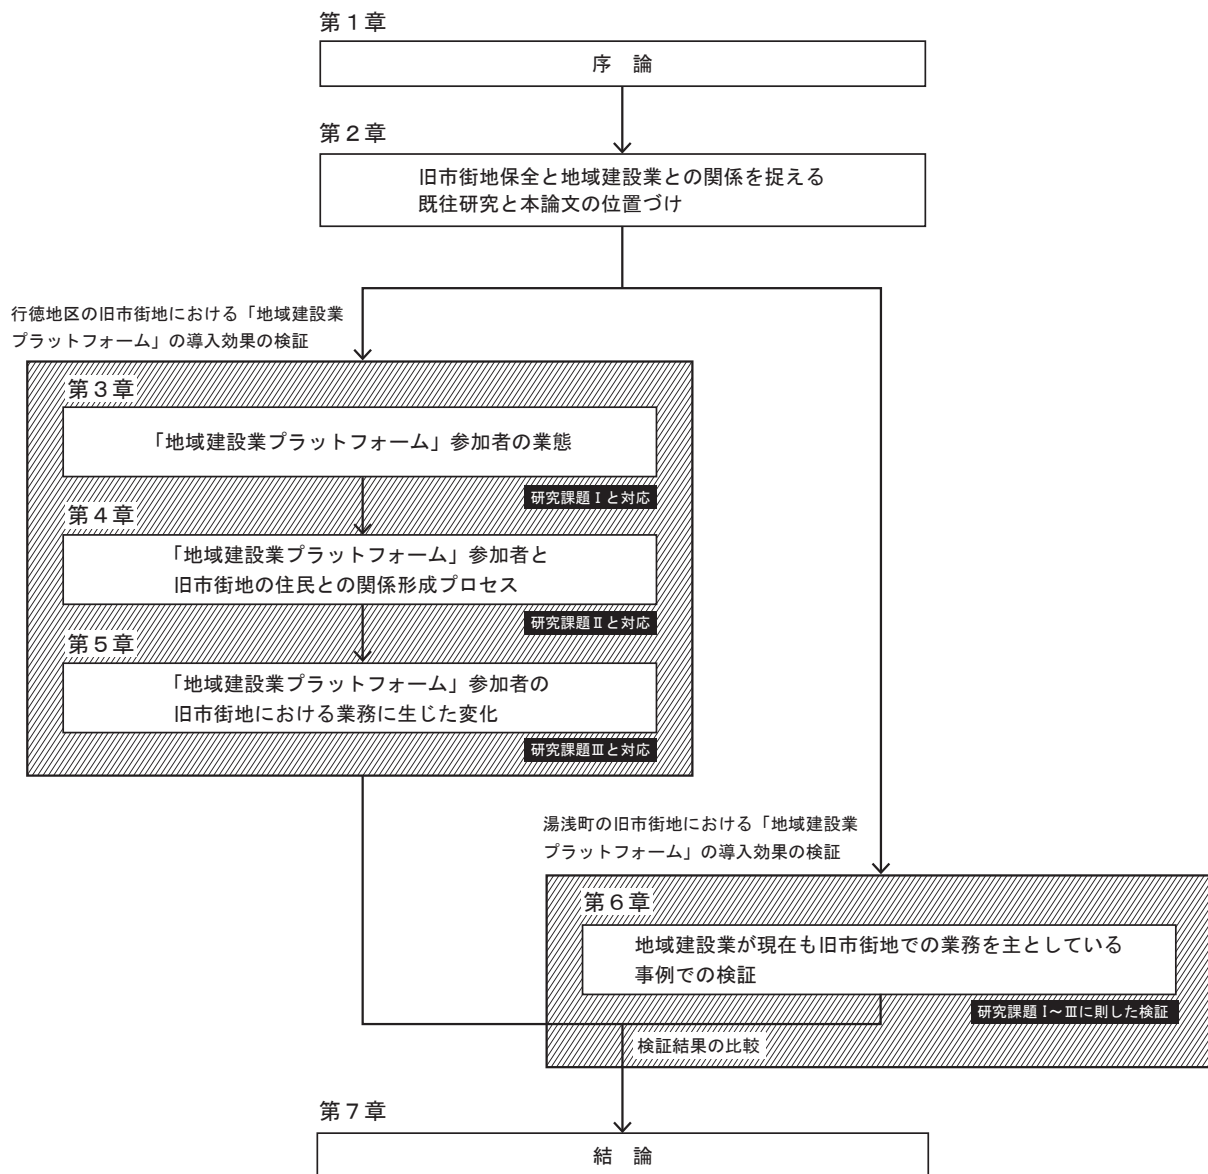 第1章
序　論
第2章
旧市街地保全と地域建設業との関係を捉える
既往研究と本論文の位置づけ
行徳地区の旧市街地における「地域建設業
プラットフォーム」の導入効果の検証
第3章
「地域建設業プラットフォーム」参加者の業態
研究課題Ⅰと対応
第4章
「地域建設業プラットフォーム」参加者と
旧市街地の住民との関係形成プロセス
研究課題Ⅱと対応
第5章
「地域建設業プラットフォーム」参加者の
旧市街地における業務に生じた変化
研究課題Ⅲと対応
湯浅町の旧市街地における「地域建設業
プラットフォーム」の導入効果の検証
第6章
地域建設業が現在も旧市街地での業務を主としている
事例での検証
研究課題Ⅰ～Ⅲに則した検証
検証結果の比較
第7章
結　論